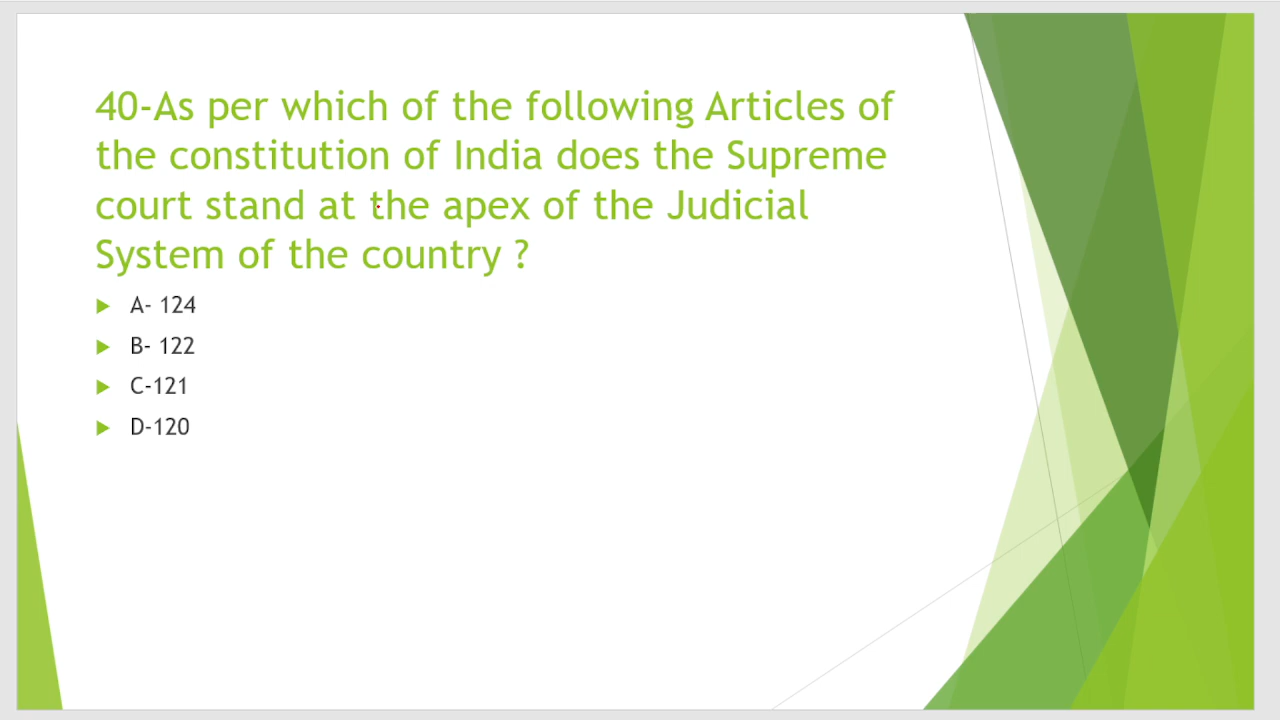 40-As per which of the following Articles of
the constitution of India does the Supreme
court stand at the apex of the Judicial
System of the country ?
A- 124
B- 122
C-121
D-120